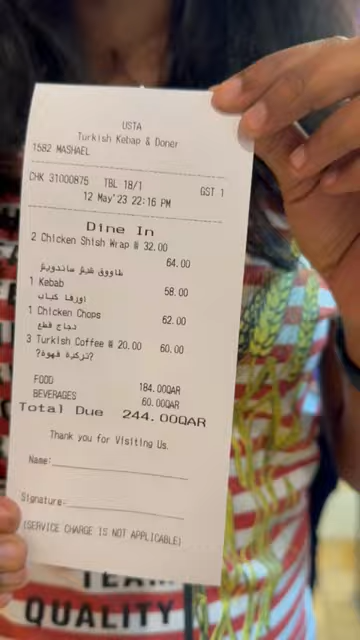 USTA
Turkish Kebap & Doner
1582 MASHAEL
CHK 31000876 TBL 18/1 GST 1
12 May'23 22:16 PM
Dine In
2 Chicken Shish Wrap @ 32.00
64.00
طاووق شيش ساندويش
1 Kebab 58.00
اورفا كباب
1 Chicken Chops 62.00
دجاج قطع
3 Turkish Coffee @ 20.00 60.00
?تركية قهوة?
FOOD 184.00QAR
BEVERAGES 60.00QAR
Total Due 244.00QAR
Thank you for Visiting Us.
Name:
Signature-
(SERVICE CHARGE IS NOT APPLICABLE)
QUALITY